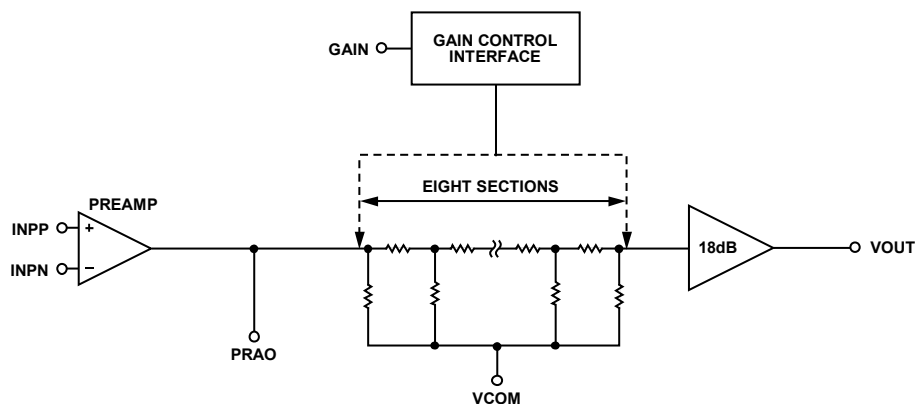 GAIN
GAIN CONTROL
INTERFACE
EIGHT SECTIONS
PREAMP
INPP
+
INPN
−
18dB
VOUT
PRAO
VCOM